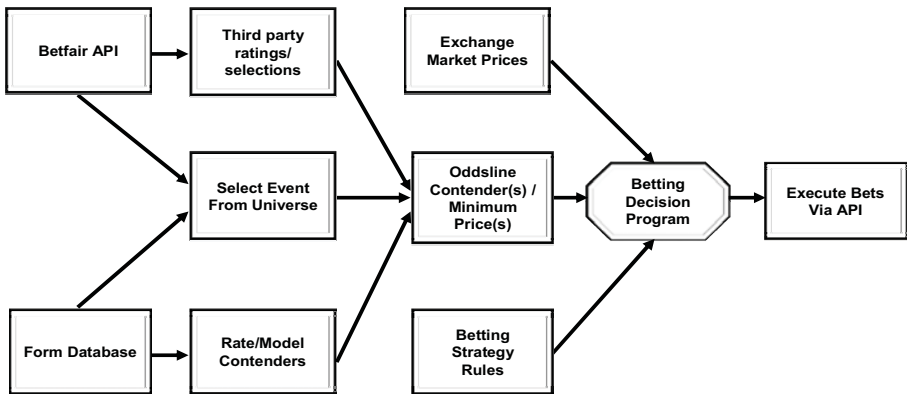 Betfair API
Third party
ratings/
selections
Exchange
Market Prices
Select Event
From Universe
Oddsline
Contender(s) /
Minimum
Price(s)
Betting
Decision
Program
Execute Bets
Via API
Form Database
Rate/Model
Contenders
Betting
Strategy
Rules